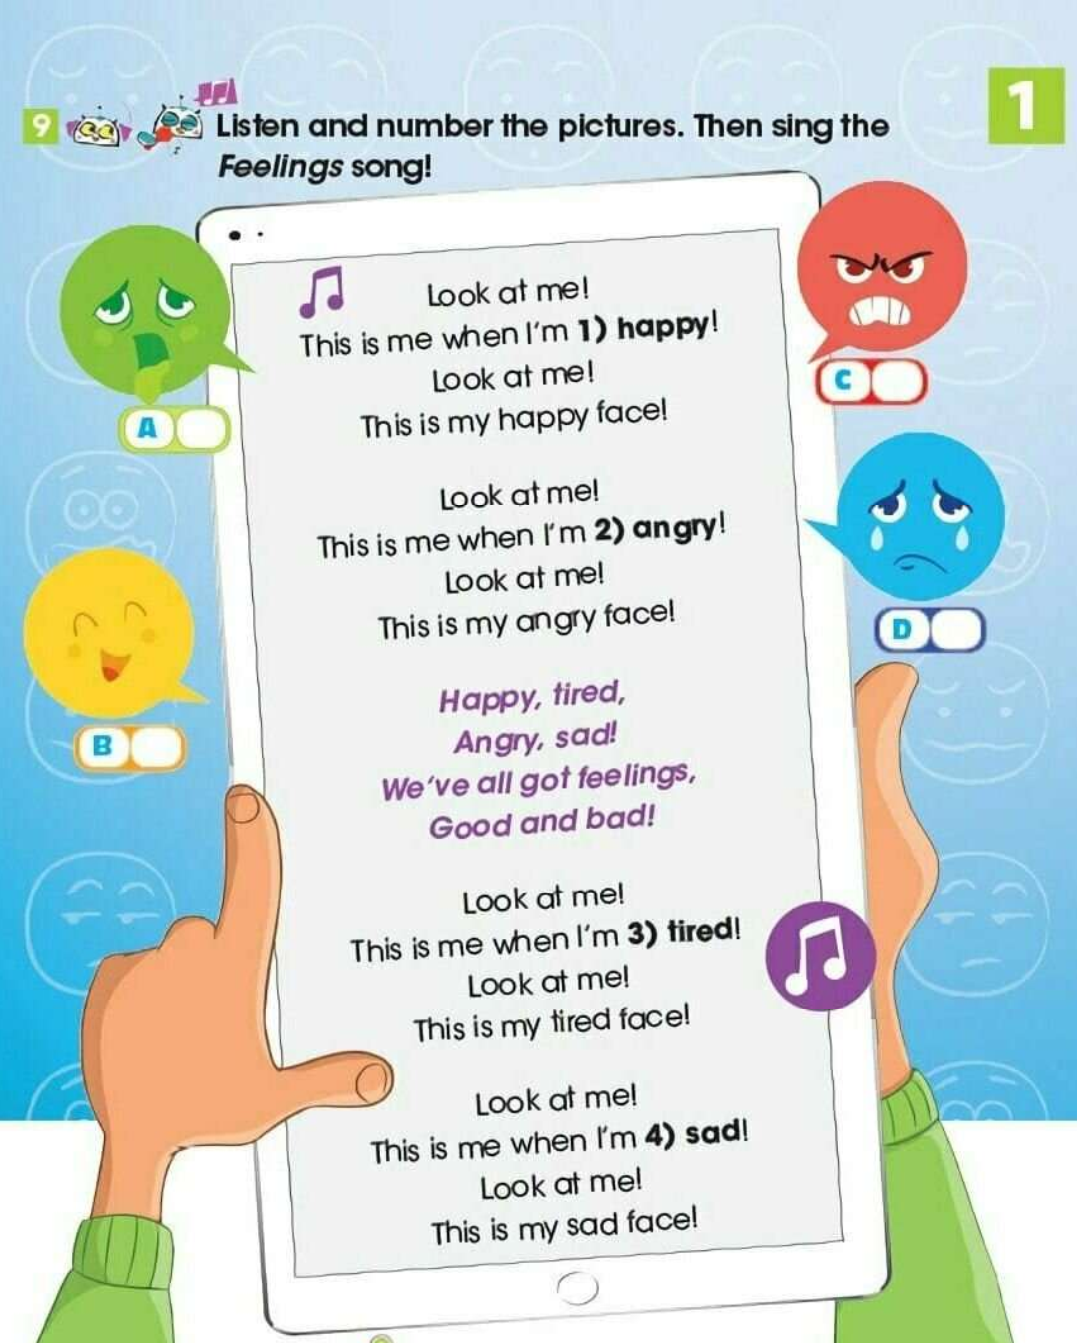 1
9 Listen and number the pictures. Then sing the
Feelings song!
Look at me!
This is me when I'm 1) happy!
Look at me!
This is my happy face!
Look at me!
This is me when I'm 2) angry!
Look at me!
This is my angry face!
Happy, tired,
Angry, sad!
We've all got feelings,
Good and bad!
Look at me!
This is me when I'm 3) tired!
Look at me!
This is my tired face!
Look at me!
This is me when I'm 4) sad!
Look at me!
This is my sad face!
A
B
C
D